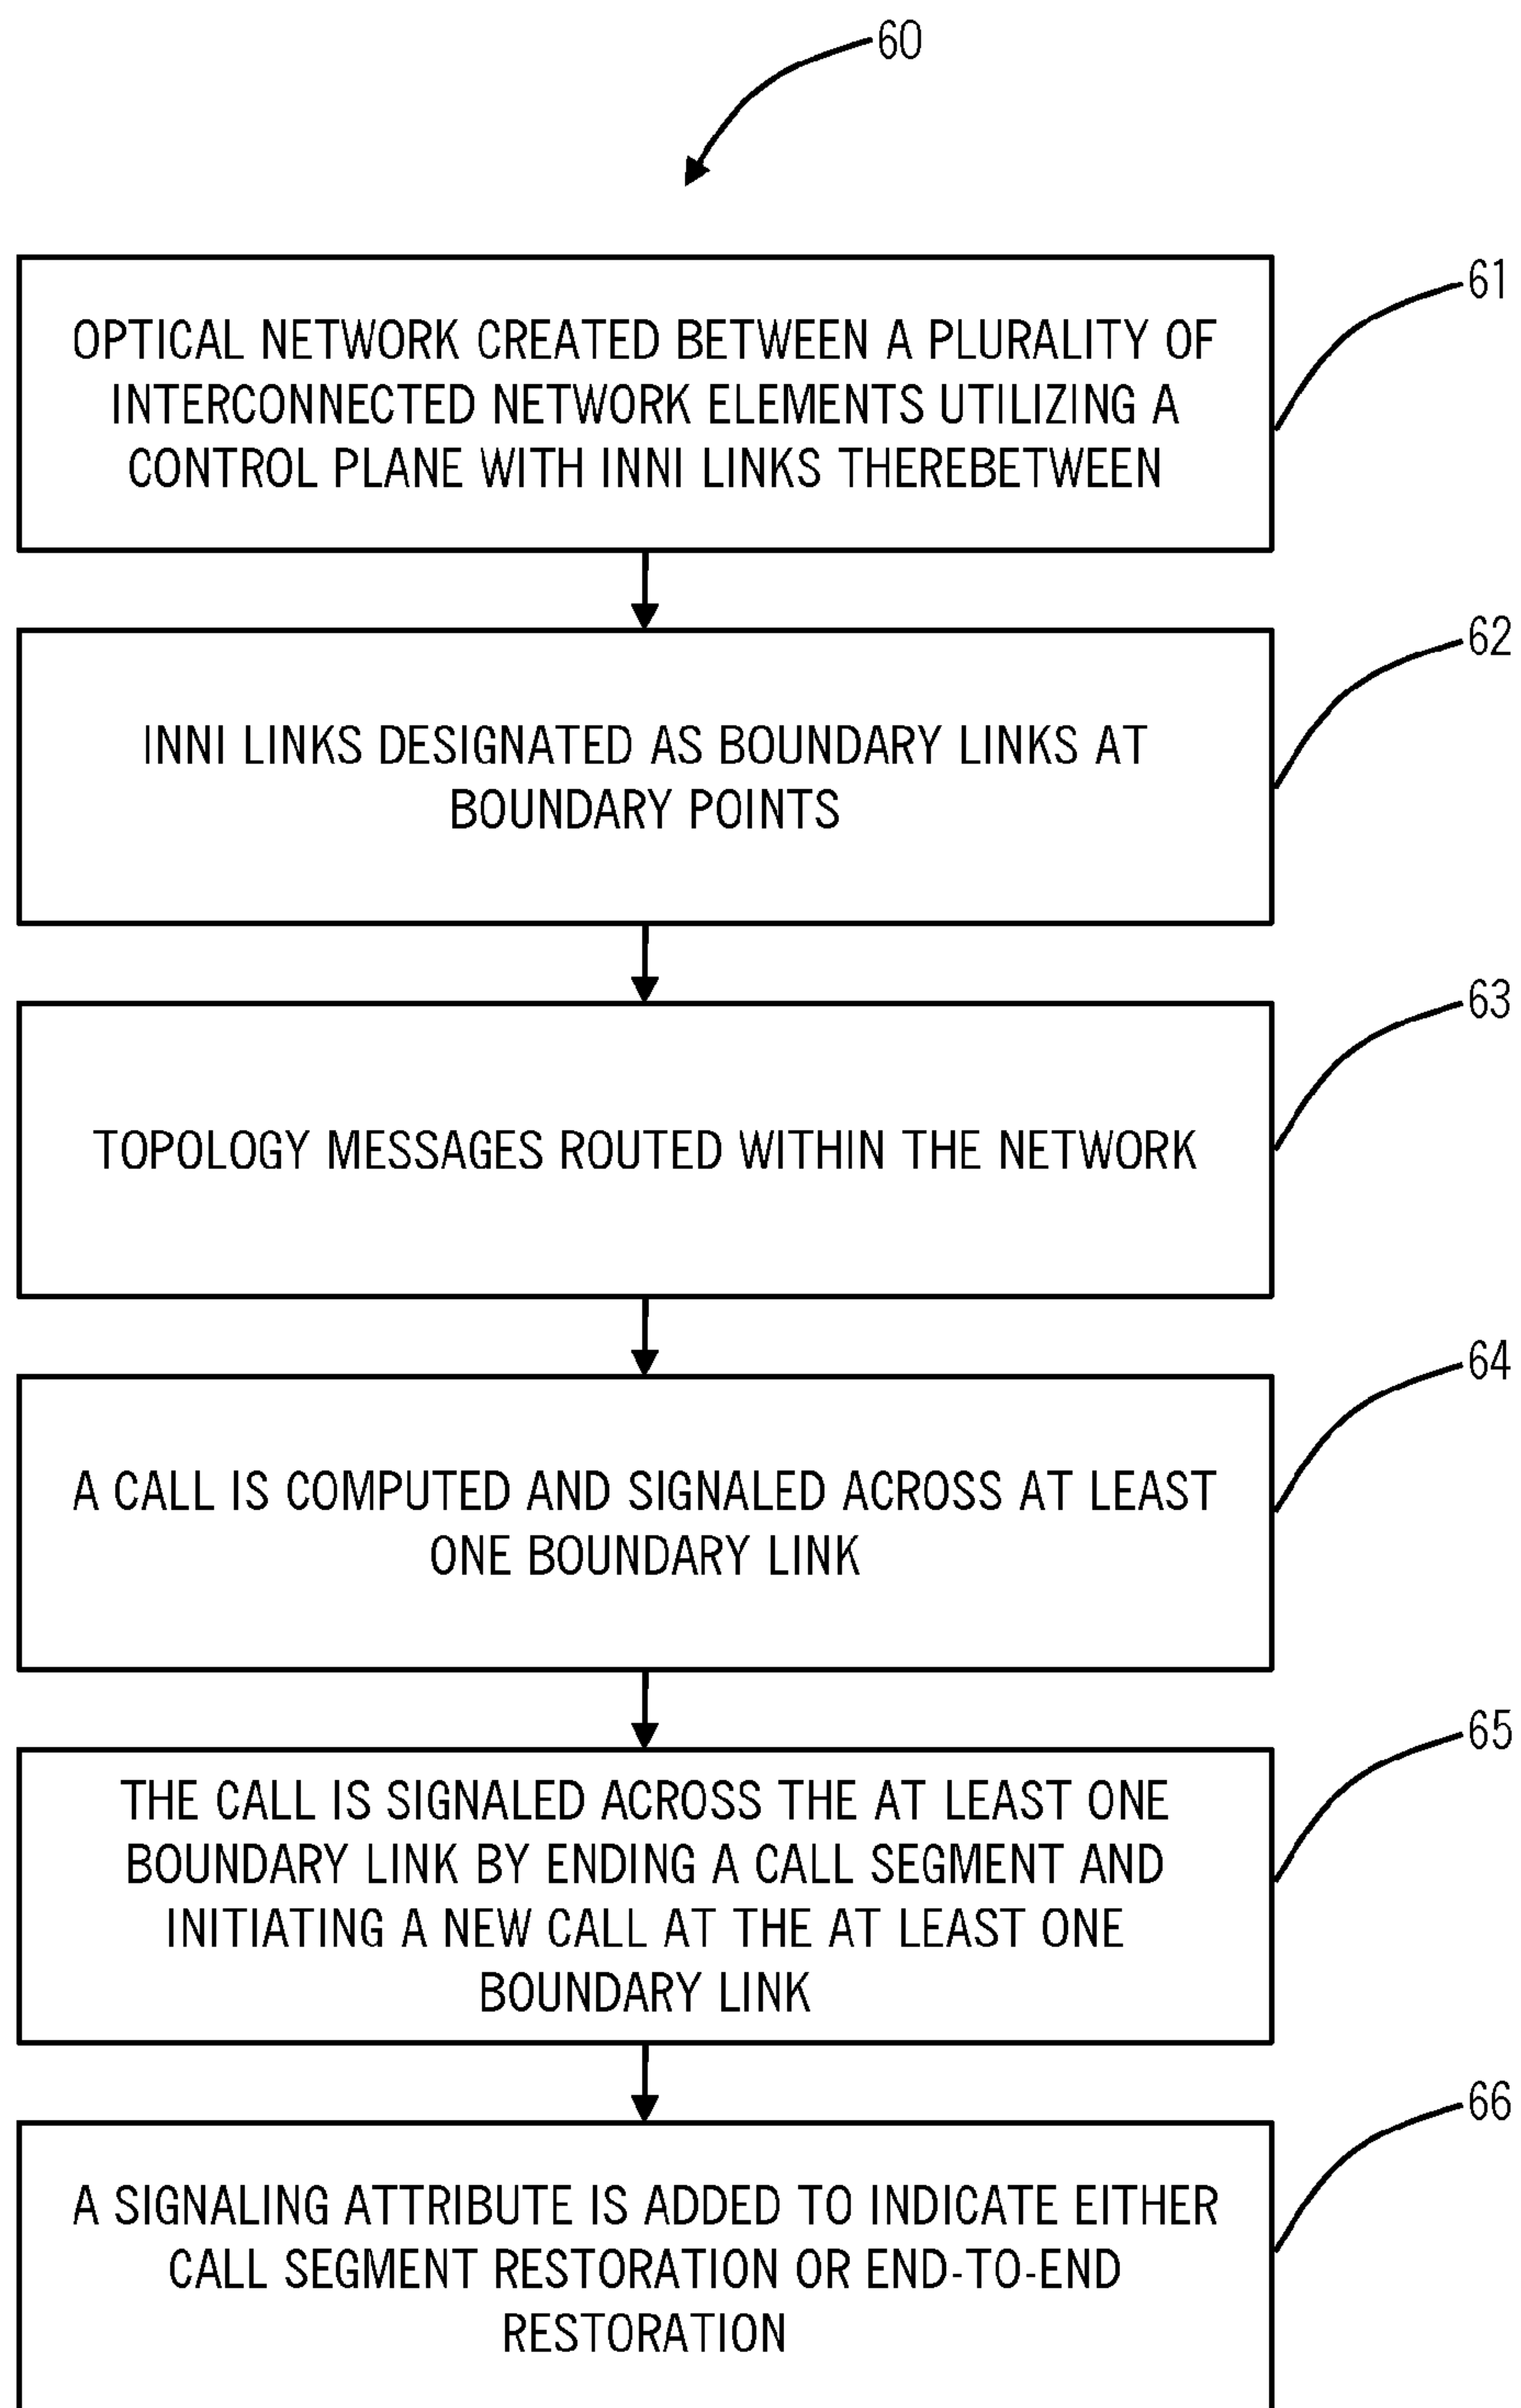 60
61
OPTICAL NETWORK CREATED BETWEEN A PLURALITY OF
INTERCONNECTED NETWORK ELEMENTS UTILIZING A
CONTROL PLANE WITH INNI LINKS THEREBETWEEN
62
INNI LINKS DESIGNATED AS BOUNDARY LINKS AT
BOUNDARY POINTS
63
TOPOLOGY MESSAGES ROUTED WITHIN THE NETWORK
64
A CALL IS COMPUTED AND SIGNALED ACROSS AT LEAST
ONE BOUNDARY LINK
65
THE CALL IS SIGNALED ACROSS THE AT LEAST ONE
BOUNDARY LINK BY ENDING A CALL SEGMENT AND
INITIATING A NEW CALL AT THE AT LEAST ONE
BOUNDARY LINK
66
A SIGNALING ATTRIBUTE IS ADDED TO INDICATE EITHER
CALL SEGMENT RESTORATION OR END-TO-END
RESTORATION